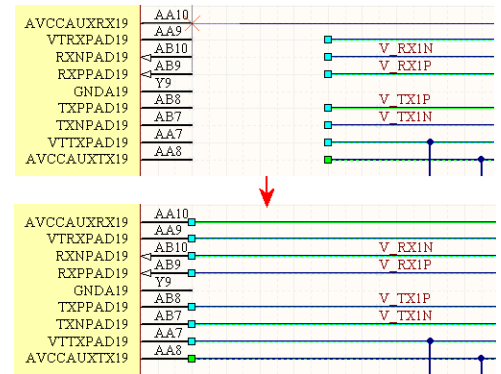 AVCCAUXRX19 AA10
VTRXPAD19 AA9
RXNPAD19 AB10 V_RX1N
RXPPAD19 AB9 V_RX1P
GNDA19 Y9
TXPPAD19 AB8 V_TX1P
TXNPAD19 AB7 V_TX1N
VTTXPAD19 AA7
AVCCAUXTX19 AA8
AVCCAUXRX19 AA10
VTRXPAD19 AA9
RXNPAD19 AB10 V_RX1N
RXPPAD19 AB9 V_RX1P
GNDA19 Y9
TXPPAD19 AB8 V_TX1P
TXNPAD19 AB7 V_TX1N
VTTXPAD19 AA7
AVCCAUXTX19 AA8